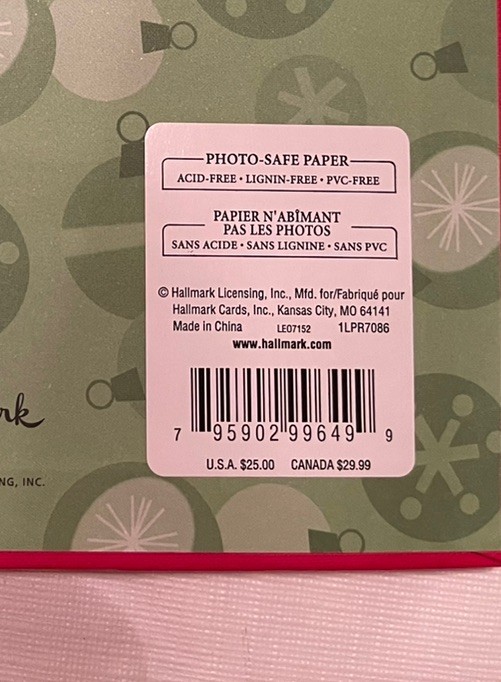 PHOTO-SAFE PAPER
ACID-FREE • LIGNIN-FREE • PVC-FREE
PAPIER N'ABÎMANT
PAS LES PHOTOS
SANS ACIDE • SANS LIGNINE • SANS PVC
© Hallmark Licensing, Inc., Mfd. for/Fabriqué pour
Hallmark Cards, Inc., Kansas City, MO 64141
Made in China LEO7152 1LPR7086
www.hallmark.com
7 95902 99649 9
U.S.A. $25.00 CANADA $29.99
rk
NG, INC.